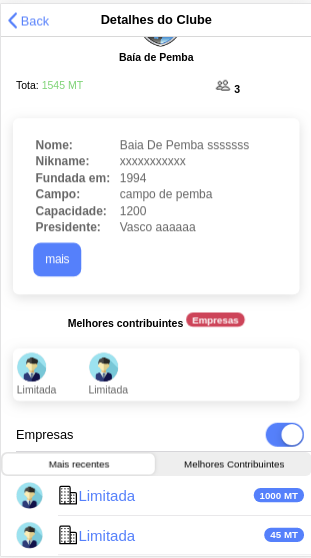 Back
Detalhes do Clube
Baía de Pemba
Tota: 1545 MT
3
Nome: Baia De Pemba sssssss
Nikname: xxxxxxxxxxx
Fundada em: 1994
Campo: campo de pemba
Capacidade: 1200
Presidente: Vasco aaaaaa
mais
Melhores contribuintes Empresas
Limitada Limitada
Empresas
Mais recentes Melhores Contribuintes
Limitada 1000 MT
Limitada 45 MT